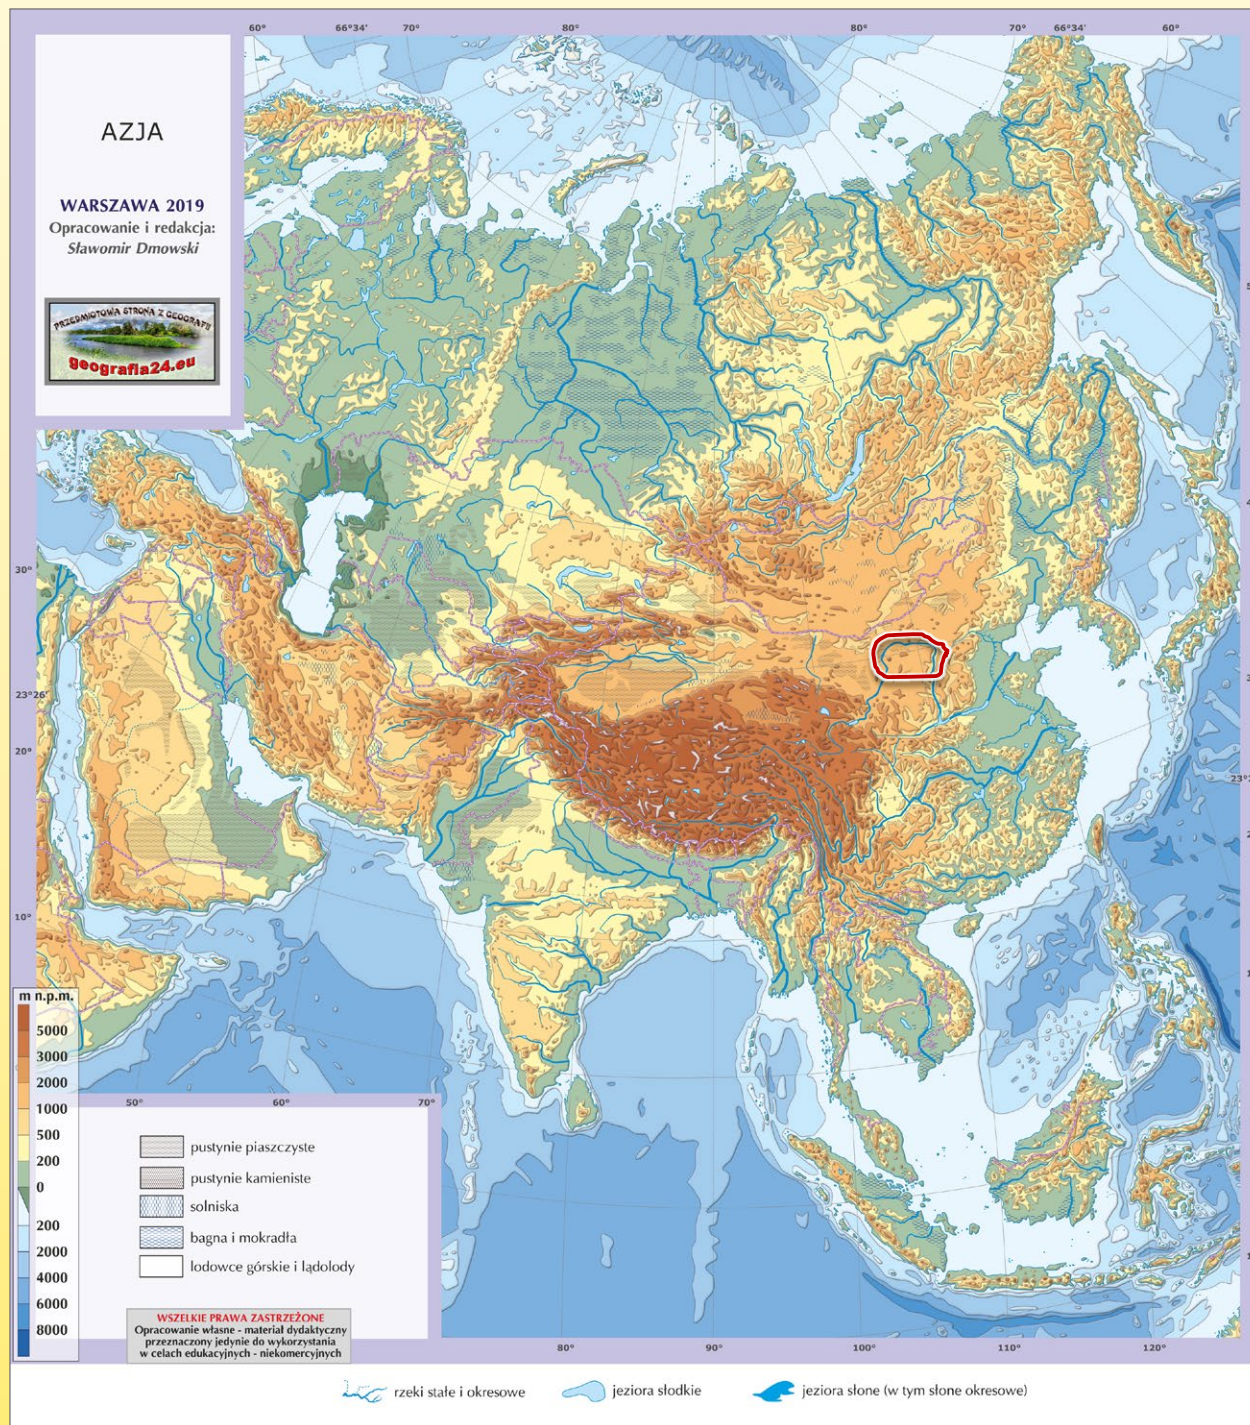 60° 66°34' 70° 80° 80° 70° 66°34' 60°
AZJA
WARSZAWA 2019
Opracowanie i redakcja:
Sławomir Dmowski
PRZEDMIOTOWA STRONA Z GEOGRAFII
geografia24.eu
30°
23°26'
20°
10°
m n.p.m.
5000
3000
2000
1000
500
200
0
200
2000
4000
6000
8000
50° 60° 70°
pustynie piaszczyste
pustynie kamieniste
solniska
bagna i mokradła
lodowce górskie i lądolody
WSZELKIE PRAWA ZASTRZEŻONE
Opracowanie własne - materiał dydaktyczny
przeznaczony jedynie do wykorzystania
w celach edukacyjnych - niekomercyjnych
80° 90° 100° 110° 120°
rzeki stałe i okresowe
jeziora słodkie
jeziora słone (w tym słone okresowe)